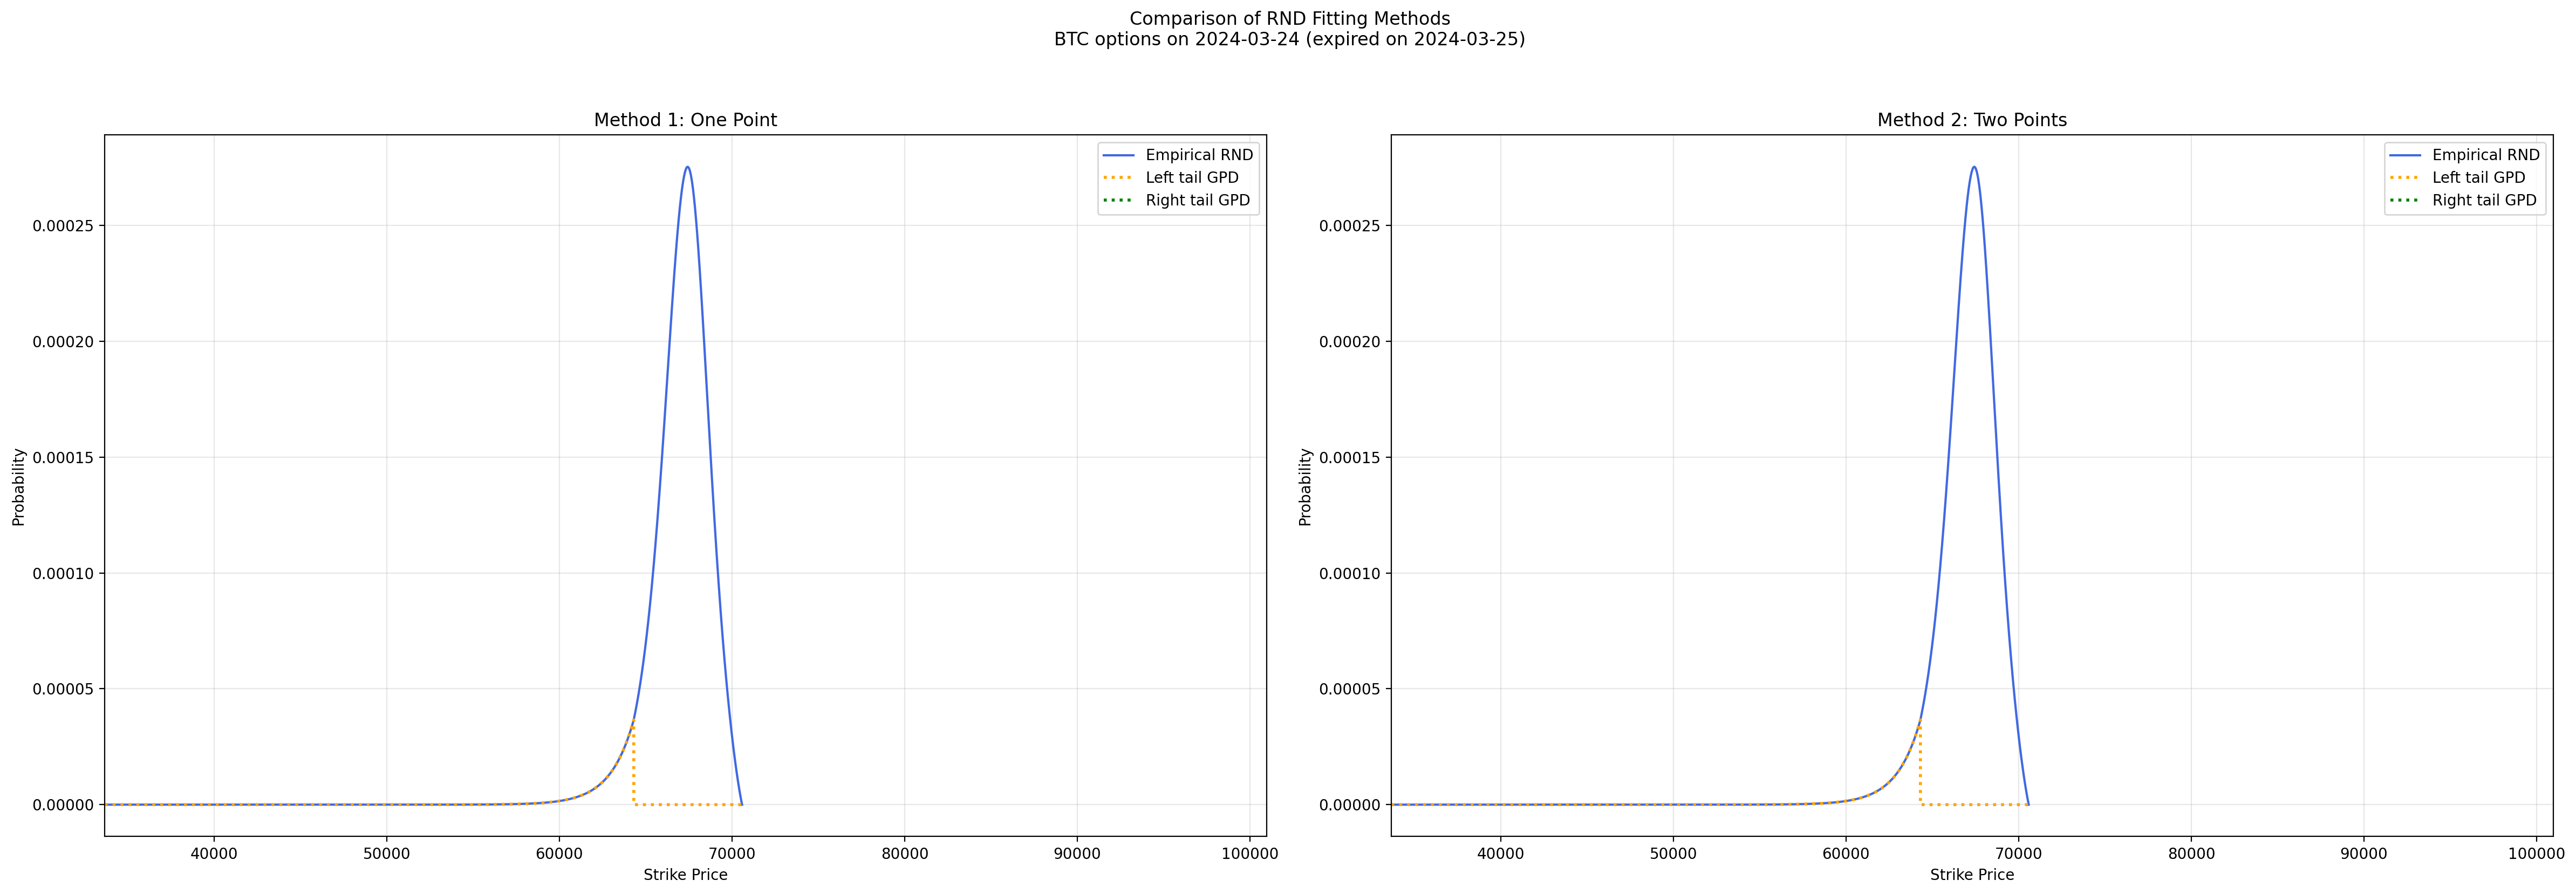 Comparison of RND Fitting Methods
BTC options on 2024-03-24 (expired on 2024-03-25)
Method 1: One Point
Empirical RND
Left tail GPD
Right tail GPD
0.00025
0.00020
0.00015
0.00010
0.00005
0.00000
Probability
40000 50000 60000 70000 80000 90000 100000
Strike Price
Method 2: Two Points
Empirical RND
Left tail GPD
Right tail GPD
0.00025
0.00020
0.00015
0.00010
0.00005
0.00000
Probability
40000 50000 60000 70000 80000 90000 100000
Strike Price